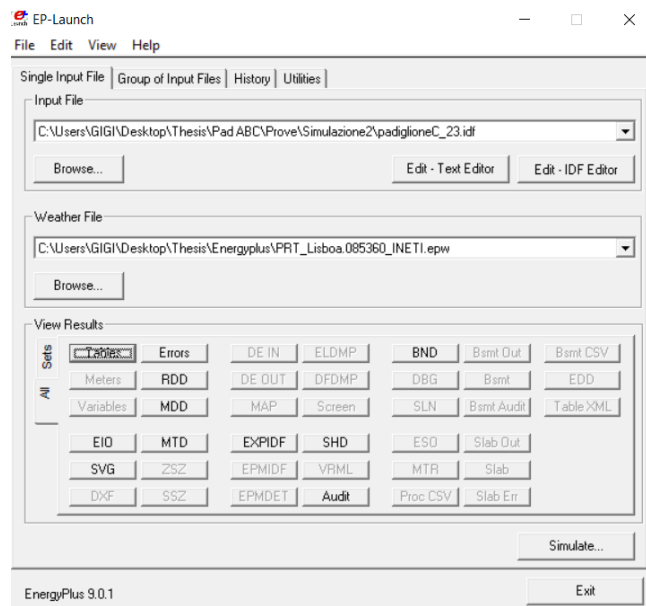 EP-Launch
File Edit View Help
Single Input File Group of Input Files History Utilities
Input File
C:\Users\GIGI\Desktop\Thesis\Pad ABC\Prove\Simulazione2\padiglioneC_23.idf
Browse... Edit - Text Editor Edit - IDF Editor
Weather File
C:\Users\GIGI\Desktop\Thesis\Energyplus\PRT_Lisboa.085360_INETI.epw
Browse...
View Results
Sets
All
Tables Errors DE IN ELDMP BND Bsmt Out Bsmt CSV
Meters RDD DE OUT DFDMP DBG Bsmt EDD
Variables MDD MAP Screen SLN Bsmt Audit Table XML
EIO MTD EXPIDF SHD ESO Slab Out
SVG ZSZ EPMIDF VRML MTR Slab
DXF SSZ EPMDET Audit Proc CSV Slab Err
Simulate...
EnergyPlus 9.0.1 Exit